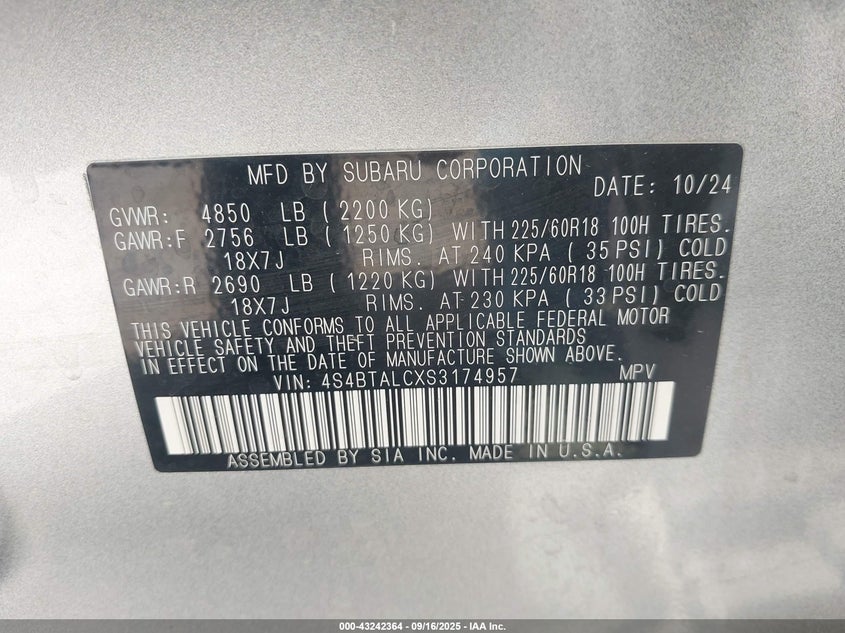 MFD BY SUBARU CORPORATION DATE: 10/24
GVWR: 4850 LB ( 2200 KG)
GAWR:F 2756 LB ( 1250 KG) WITH 225/60R18 100H TIRES.
18X7J RIMS. AT 240 KPA ( 35 PSI) COLD
GAWR:R 2690 LB ( 1220 KG) WITH 225/60R18 100H TIRES.
18X7J RIMS. AT 230 KPA ( 33 PSI) COLD
THIS VEHICLE CONFORMS TO ALL APPLICABLE FEDERAL MOTOR
VEHICLE SAFETY AND THEFT PREVENTION STANDARDS
IN EFFECT ON THE DATE OF MANUFACTURE SHOWN ABOVE.
VIN: 4S4BTALCXS3174957 MPV
ASSEMBLED BY SIA INC. MADE IN U.S.A.
000-43242364 - 09/16/2025 - IAA Inc.